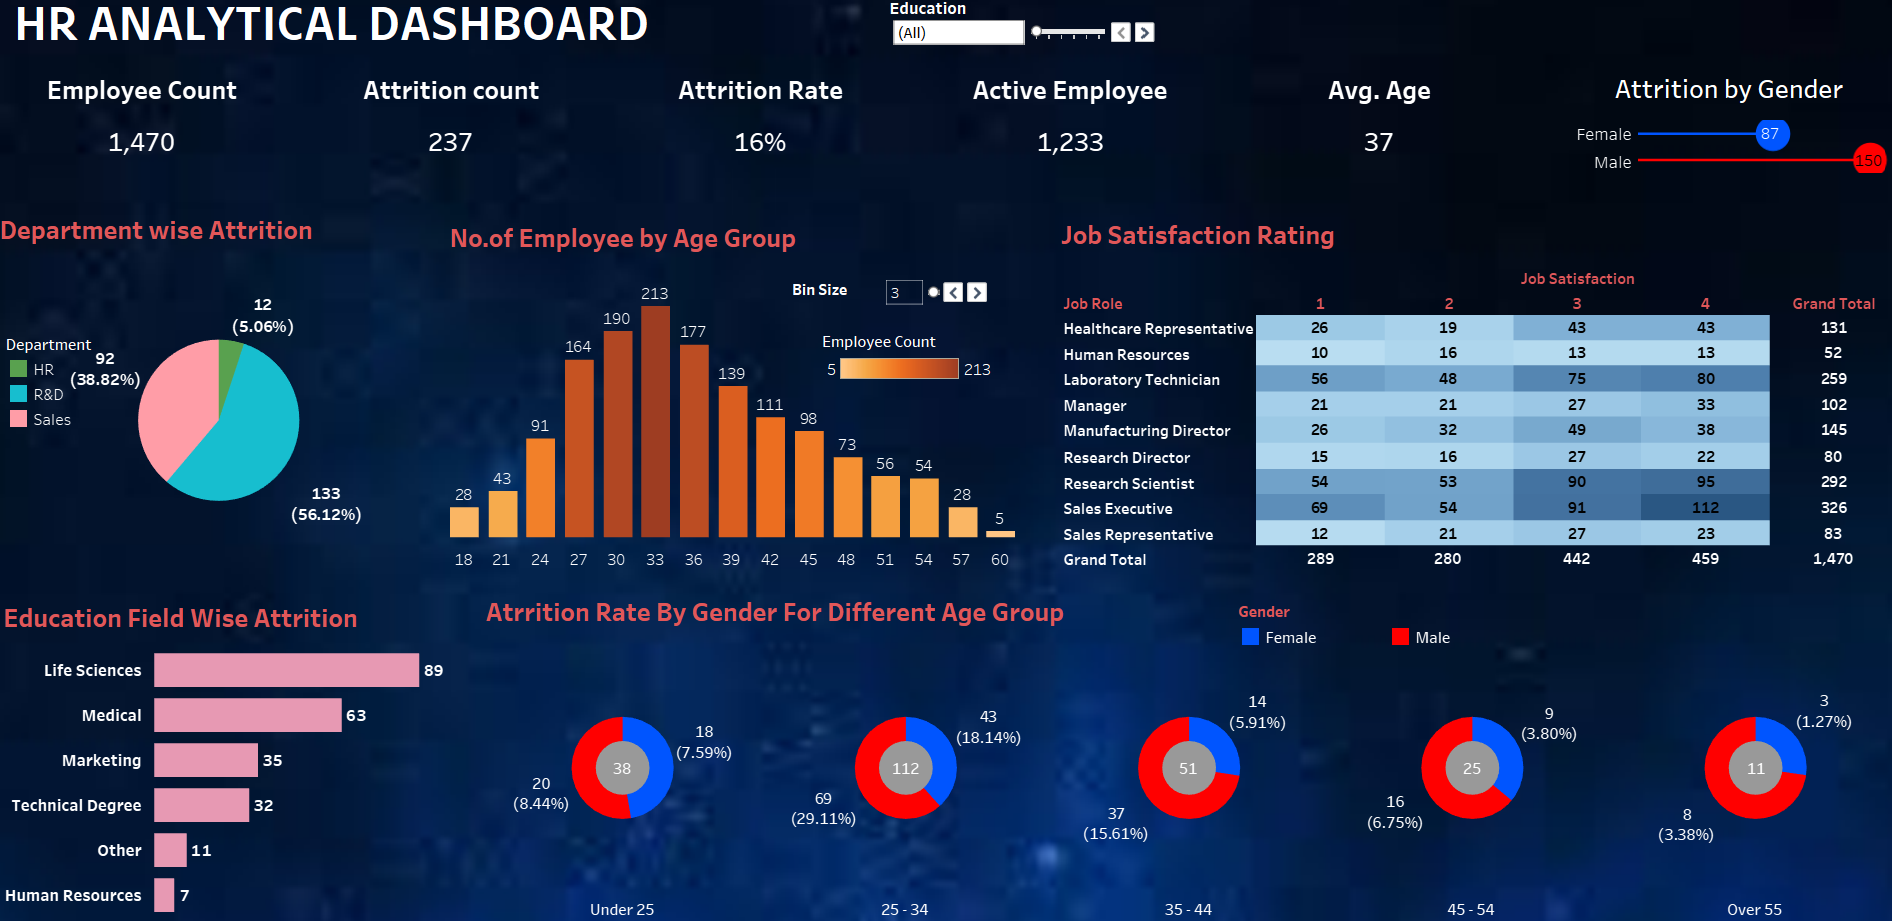 HR ANALYTICAL DASHBOARD
Education
(All)
Employee Count
1,470
Attrition count
237
Attrition Rate
16%
Active Employee
1,233
Avg. Age
37
Attrition by Gender
Female 87
Male 150
Department wise Attrition
Department
HR
R&D
Sales
12
(5.06%)
92
(38.82%)
133
(56.12%)
No.of Employee by Age Group
Bin Size 3
Employee Count
5 213
28 43 91 164 190 213 177 139 111 98 73 56 54 28 5
18 21 24 27 30 33 36 39 42 45 48 51 54 57 60
Job Satisfaction Rating
Job Satisfaction
Job Role 1 2 3 4 Grand Total
Healthcare Representative 26 19 43 43 131
Human Resources 10 16 13 13 52
Laboratory Technician 56 48 75 80 259
Manager 21 21 27 33 102
Manufacturing Director 26 32 49 38 145
Research Director 15 16 27 22 80
Research Scientist 54 53 90 95 292
Sales Executive 69 54 91 112 326
Sales Representative 12 21 27 23 83
Grand Total 289 280 442 459 1,470
Education Field Wise Attrition
Life Sciences 89
Medical 63
Marketing 35
Technical Degree 32
Other 11
Human Resources 7
Atrrition Rate By Gender For Different Age Group
Gender
Female
Male
18
(7.59%)
38
20
(8.44%)
Under 25
43
(18.14%)
112
69
(29.11%)
25 - 34
14
(5.91%)
51
37
(15.61%)
35 - 44
9
(3.80%)
25
16
(6.75%)
45 - 54
3
(1.27%)
11
8
(3.38%)
Over 55